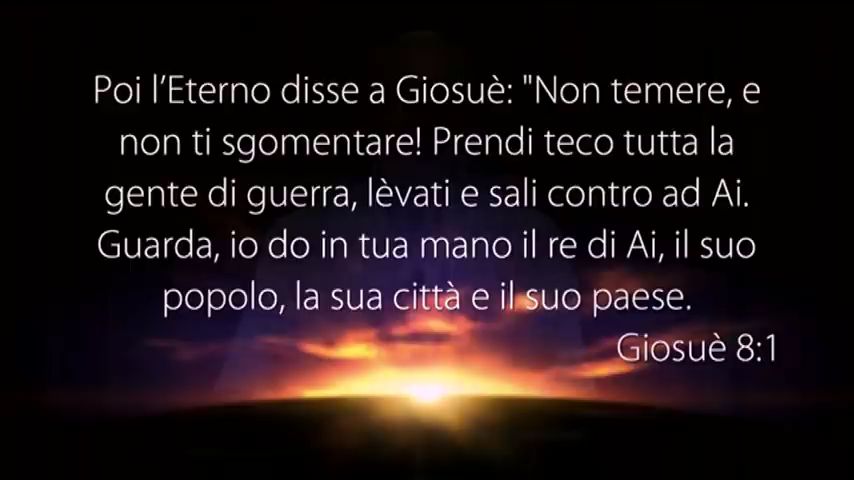 Poi l’Eterno disse a Giosuè: "Non temere, e
non ti sgomentare! Prendi teco tutta la
gente di guerra, lèvati e sali contro ad Ai.
Guarda, io do in tua mano il re di Ai, il suo
popolo, la sua città e il suo paese.
Giosuè 8:1